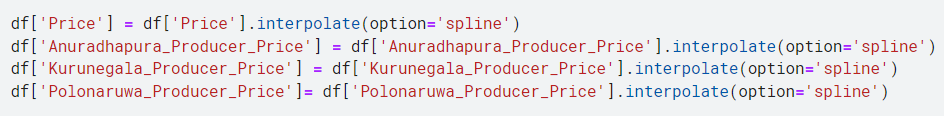 df['Price'] = df['Price'].interpolate(option='spline')
df['Anuradhapura_Producer_Price'] = df['Anuradhapura_Producer_Price'].interpolate(option='spline')
df['Kurunegala_Producer_Price'] = df['Kurunegala_Producer_Price'].interpolate(option='spline')
df['Polonaruwa_Producer_Price']= df['Polonaruwa_Producer_Price'].interpolate(option='spline')